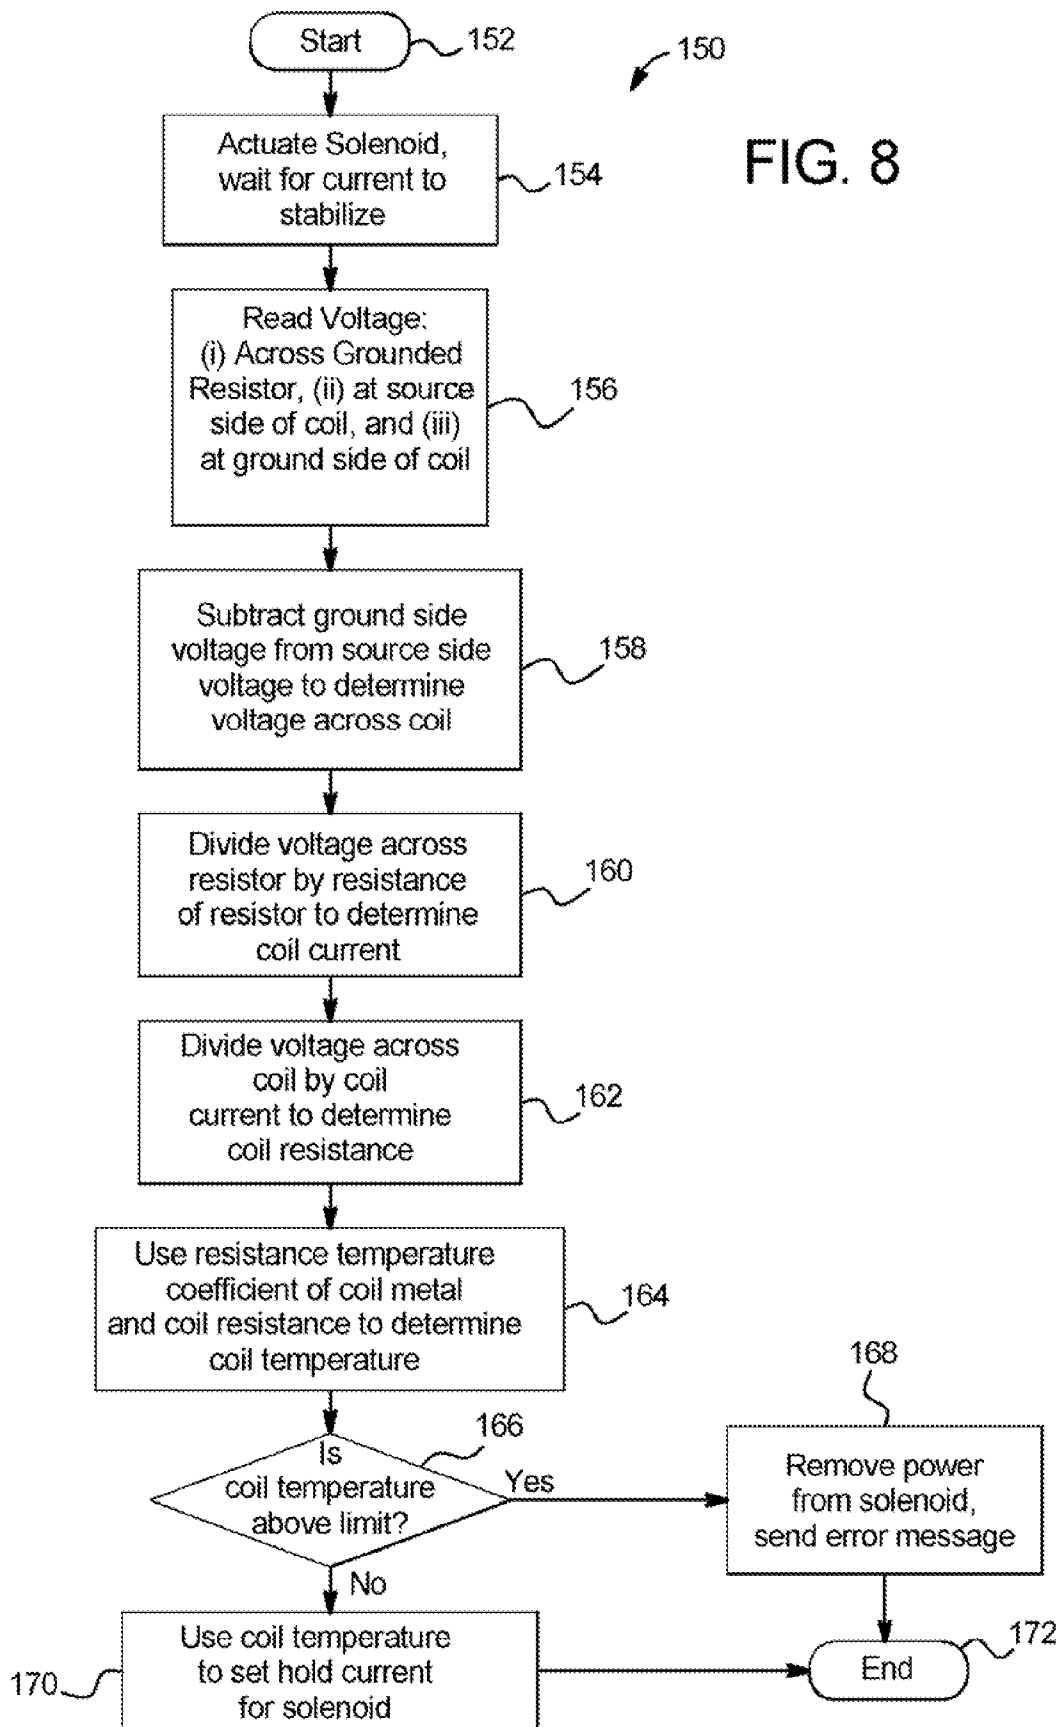 Start
152
150
FIG. 8
Actuate Solenoid,
wait for current to
stabilize
154
Read Voltage:
(i) Across Grounded
Resistor, (ii) at source
side of coil, and (iii)
at ground side of coil
156
Subtract ground side
voltage from source side
voltage to determine
voltage across coil
158
Divide voltage across
resistor by resistance
of resistor to determine
coil current
160
Divide voltage across
coil by coil
current to determine
coil resistance
162
Use resistance temperature
coefficient of coil metal
and coil resistance to determine
coil temperature
164
Is
coil temperature
above limit?
166
Yes
No
168
Remove power
from solenoid,
send error message
Use coil temperature
to set hold current
for solenoid
170
End
172